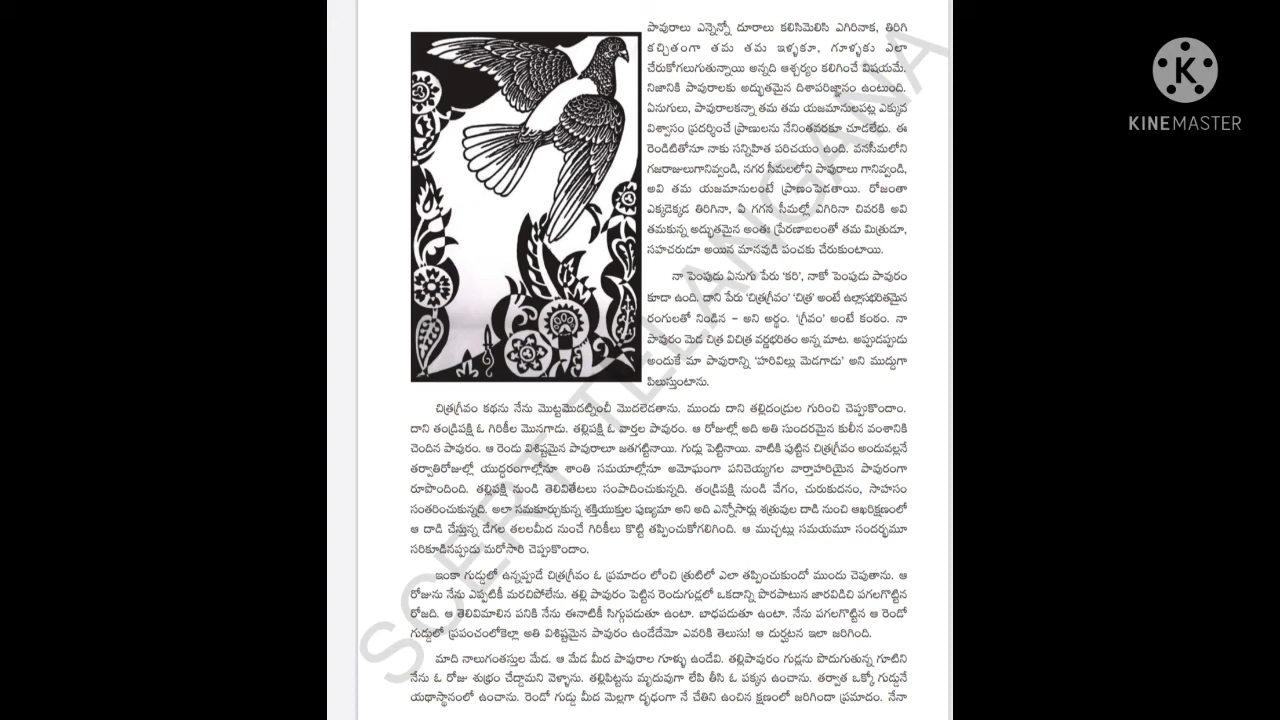 పావురాలు ఎన్నెన్నో దూరాలు కలిసిమెలిసి ఎగిరినాక, తిరిగి
కచ్చితంగా తమ తమ ఇళ్ళకూ, గూళ్ళకు ఎలా
చేరుకోగలుగుతున్నాయి అన్నది ఆశ్చర్యం కలిగించే విషయమే.
నిజానికి పావురాలకు అద్భుతమైన దిశాపరిజ్ఞానం ఉంటుంది.
ఏనుగులు, పావురాలకన్నా తమ తమ యజమానులపట్ల ఎక్కువ
విశ్వాసం ప్రదర్శించే ప్రాణులను నేనింతవరకూ చూడలేదు. ఈ
రెండిటితోనూ నాకు సన్నిహిత పరిచయం ఉంది. వనసీమలోని
గజరాజులుగానివ్వండి, నగర సీమలలోని పావురాలు గానివ్వండి,
అవి తమ యజమానులంటే ప్రాణంపెడతాయి. రోజంతా
ఎక్కడెక్కడ తిరిగినా, ఏ గగన సీమల్లో ఎగిరినా చివరకి అవి
తమకున్న అద్భుతమైన అంతః ప్రేరణాబలంతో తమ మిత్రుడూ,
సహచరుడూ అయిన మానవుడి పంచకు చేరుకుంటాయి.
నా పెంపుడు ఏనుగు పేరు 'కరి', నాకో పెంపుడు పావురం
కూడా ఉంది. దాని పేరు 'చిత్రగ్రీవం' 'చిత్ర' అంటే ఉల్లాసభరితమైన
రంగులతో నిండిన – అని అర్థం. 'గ్రీవం' అంటే కంఠం. నా
పావురం మెడ చిత్ర విచిత్ర వర్ణభరితం అన్న మాట. అప్పుడప్పుడు
అందుకే మా పావురాన్ని 'హరివిల్లు మెడగాడు' అని ముద్దుగా
పిలుస్తుంటాను.
చిత్రగ్రీవం కథను నేను మొట్టమొదట్నించీ మొదలెడతాను. ముందు దాని తల్లిదండ్రుల గురించి చెప్పుకొందాం.
దాని తండ్రిపక్షి ఓ గిరికీల మొనగాడు. తల్లిపక్షి ఓ వార్తల పావురం. ఆ రోజుల్లో అది అతి సుందరమైన కులీన వంశానికి
చెందిన పావురం. ఆ రెండు విశిష్టమైన పావురాలూ జతగట్టినాయి. గుడ్లు పెట్టినాయి. వాటికి పుట్టిన చిత్రగ్రీవం అందువల్లనే
తర్వాతిరోజుల్లో యుద్ధరంగాల్లోనూ శాంతి సమయాల్లోనూ అమోఘంగా పనిచెయ్యగల వార్తాహరియైన పావురంగా
రూపొందింది. తల్లిపక్షి నుండి తెలివితేటలు సంపాదించుకున్నది. తండ్రిపక్షి నుండి వేగం, చురుకుదనం, సాహసం
సంతరించుకున్నది. అలా సమకూర్చుకున్న శక్తియుక్తుల పుణ్యమా అని అది ఎన్నోసార్లు శత్రువుల దాడి నుంచి ఆఖరిక్షణంలో
ఆ దాడి చేస్తున్న డేగల తలలమీద నుంచే గిరికీలు కొట్టి తప్పించుకోగలిగింది. ఆ ముచ్చట్లు సమయమూ సందర్భమూ
సరికూడినప్పుడు మరోసారి చెప్పుకొందాం.
ఇంకా గుడ్డులో ఉన్నప్పుడే చిత్రగ్రీవం ఓ ప్రమాదం లోంచి త్రుటిలో ఎలా తప్పించుకుందో ముందు చెపుతాను. ఆ
రోజును నేను ఎప్పటికీ మరచిపోలేను. తల్లి పావురం పెట్టిన రెండుగుడ్లలో ఒకదాన్ని పొరపాటున జారవిడిచి పగలగొట్టిన
రోజది. ఆ తెలివిమాలిన పనికి నేను ఈనాటికీ సిగ్గుపడుతూ ఉంటా. బాధపడుతూ ఉంటా. నేను పగలగొట్టిన ఆ రెండో
గుడ్డులో ప్రపంచంలోకెల్లా అతి విశిష్టమైన పావురం ఉండేదేమో ఎవరికి తెలుసు! ఆ దుర్ఘటన ఇలా జరిగింది.
మాది నాలుగంతస్తుల మేడ. ఆ మేడ మీద పావురాల గూళ్ళు ఉండేవి. తల్లిపావురం గుడ్లను పొదుగుతున్న గూటిని
నేను ఓ రోజు శుభ్రం చేద్దామని వెళ్ళాను. తల్లిపిట్టను మృదువుగా లేపి తీసి ఓ పక్కన ఉంచాను. తర్వాత ఒక్కో గుడ్డునే
యథాస్థానంలో ఉంచాను. రెండో గుడ్డు మీద మెల్లగా దృఢంగా నే చేతిని ఉంచిన క్షణంలో జరిగిందా ప్రమాదం. నేనా
SCERT TELANGANA
K
KINEMASTER